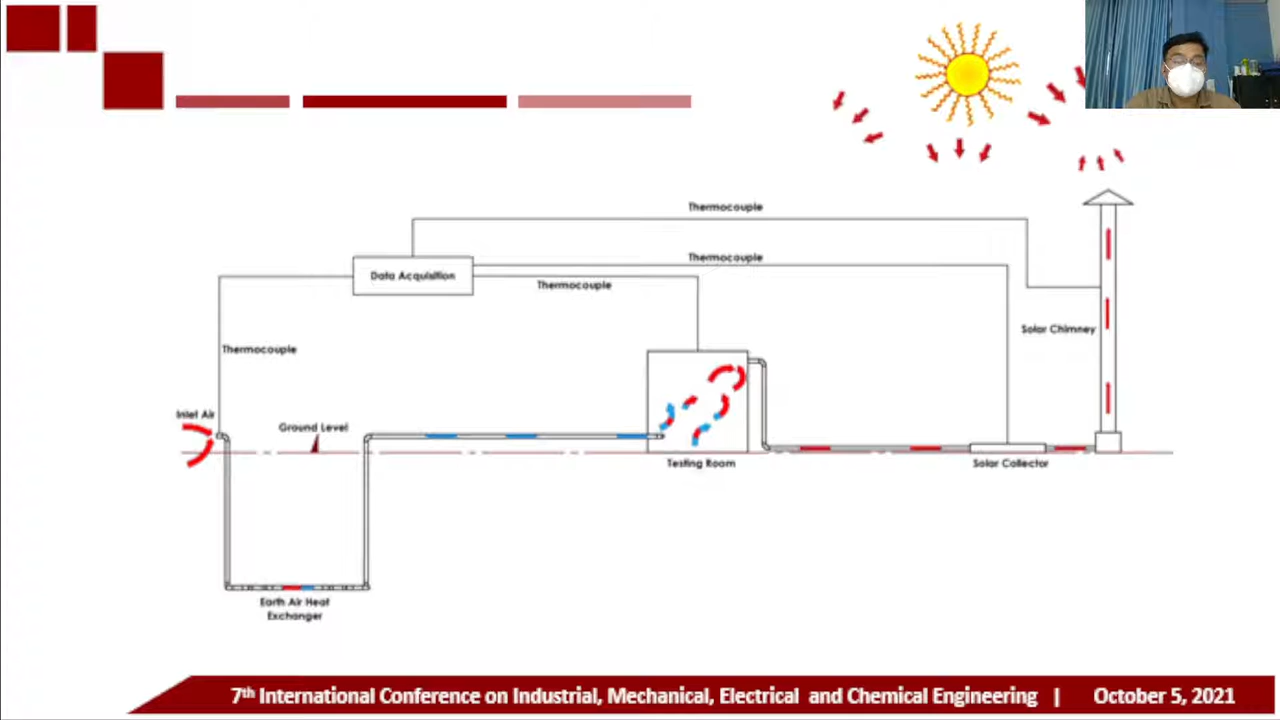 Thermocouple
Thermocouple
Data Acquisition
Thermocouple
Solar Chimney
Thermocouple
Inlet Air
Ground Level
Testing Room
Solar Collector
Earth Air Heat
Exchanger
7th International Conference on Industrial, Mechanical, Electrical and Chemical Engineering | October 5, 2021